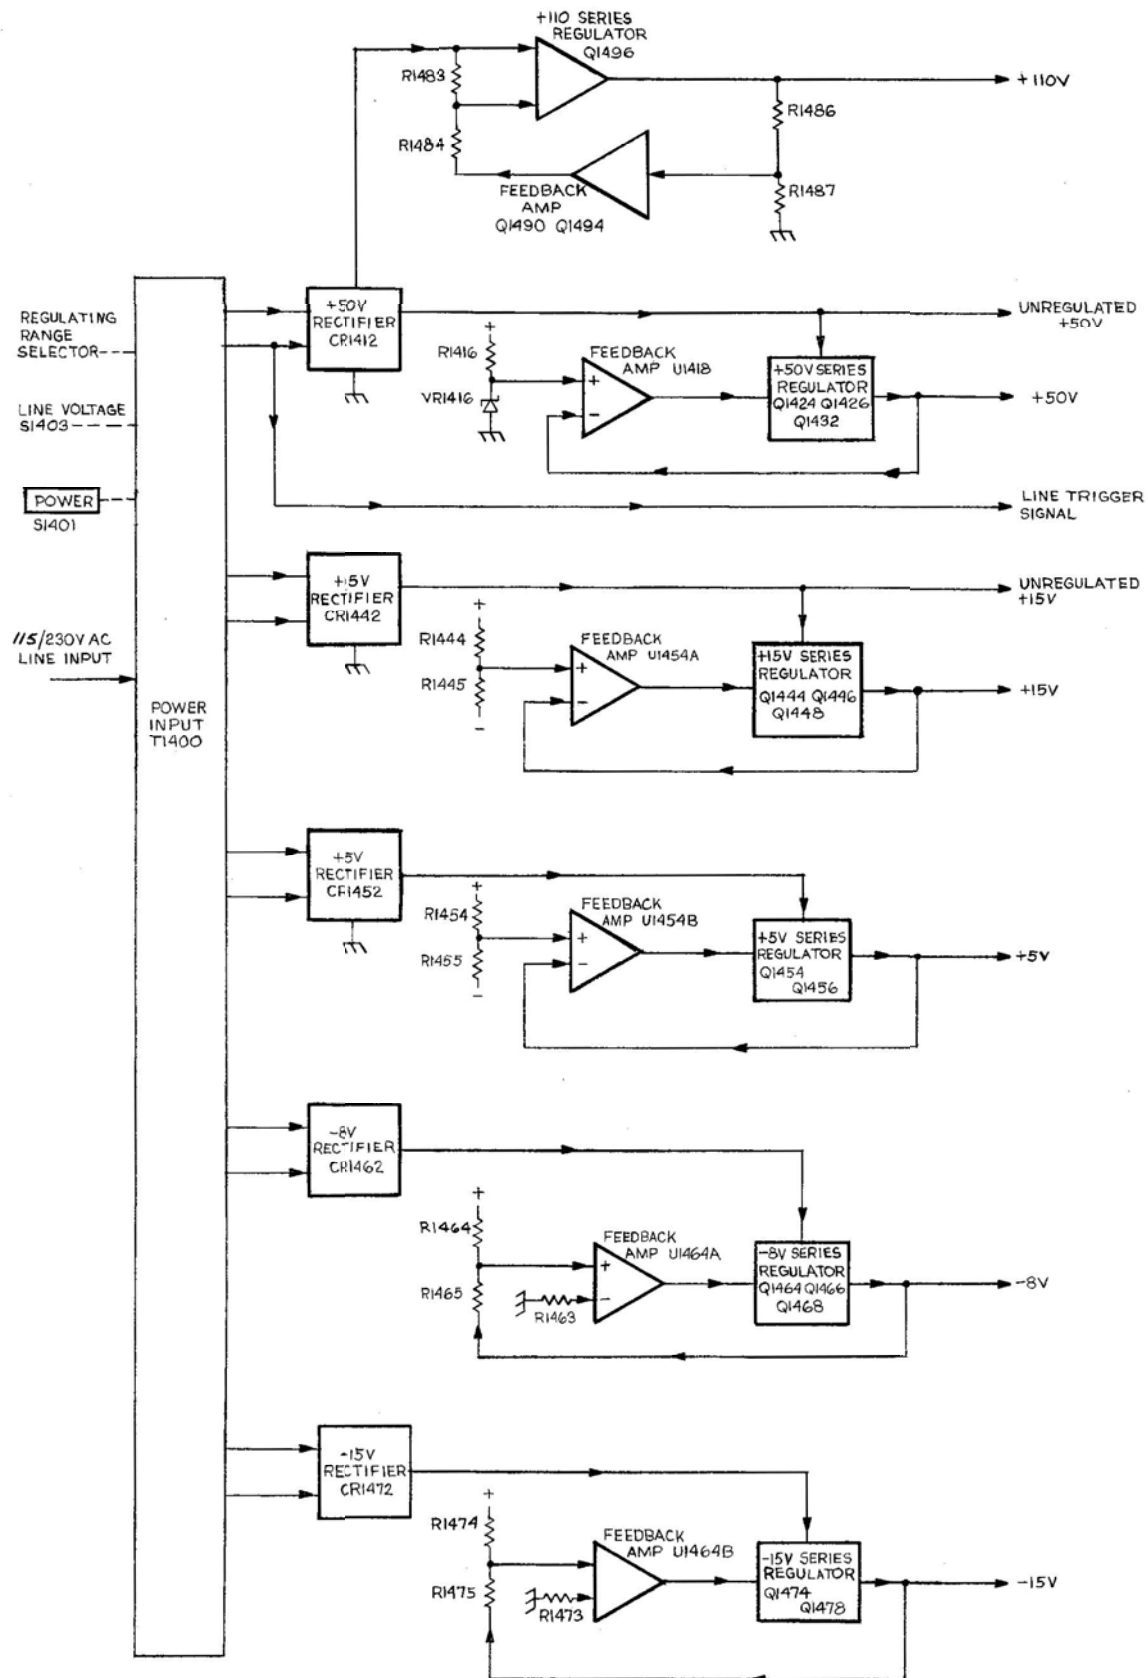 +110 SERIES
REGULATOR
Q1496
R1483
+110V
R1486
R1484
FEEDBACK
AMP
Q1490 Q1494
R1487
REGULATING
RANGE
SELECTOR
+50V
RECTIFIER
CR1412
UNREGULATED
+50V
R1416
FEEDBACK
AMP U1418
+
+
-
VR1416
+50V SERIES
REGULATOR
Q1424 Q1426
Q1432
+50V
LINE VOLTAGE
S1403
POWER
S1401
LINE TRIGGER
SIGNAL
+15V
RECTIFIER
CR1442
UNREGULATED
+15V
115/230V AC
LINE INPUT
+
R1444
R1445
-
FEEDBACK
AMP U1454A
+
-
+15V SERIES
REGULATOR
Q1444 Q1446
Q1448
+15V
POWER
INPUT
T1400
+5V
RECTIFIER
CR1452
+
R1454
R1455
-
FEEDBACK
AMP U1454B
+
-
+5V SERIES
REGULATOR
Q1454
Q1456
+5V
-8V
RECTIFIER
CR1462
+
R1464
R1465
FEEDBACK
AMP U1464A
+
-
R1463
-8V SERIES
REGULATOR
Q1464 Q1466
Q1468
-8V
-15V
RECTIFIER
CR1472
+
R1474
R1475
FEEDBACK
AMP U1464B
R1473
-15V SERIES
REGULATOR
Q1474
Q1478
-15V